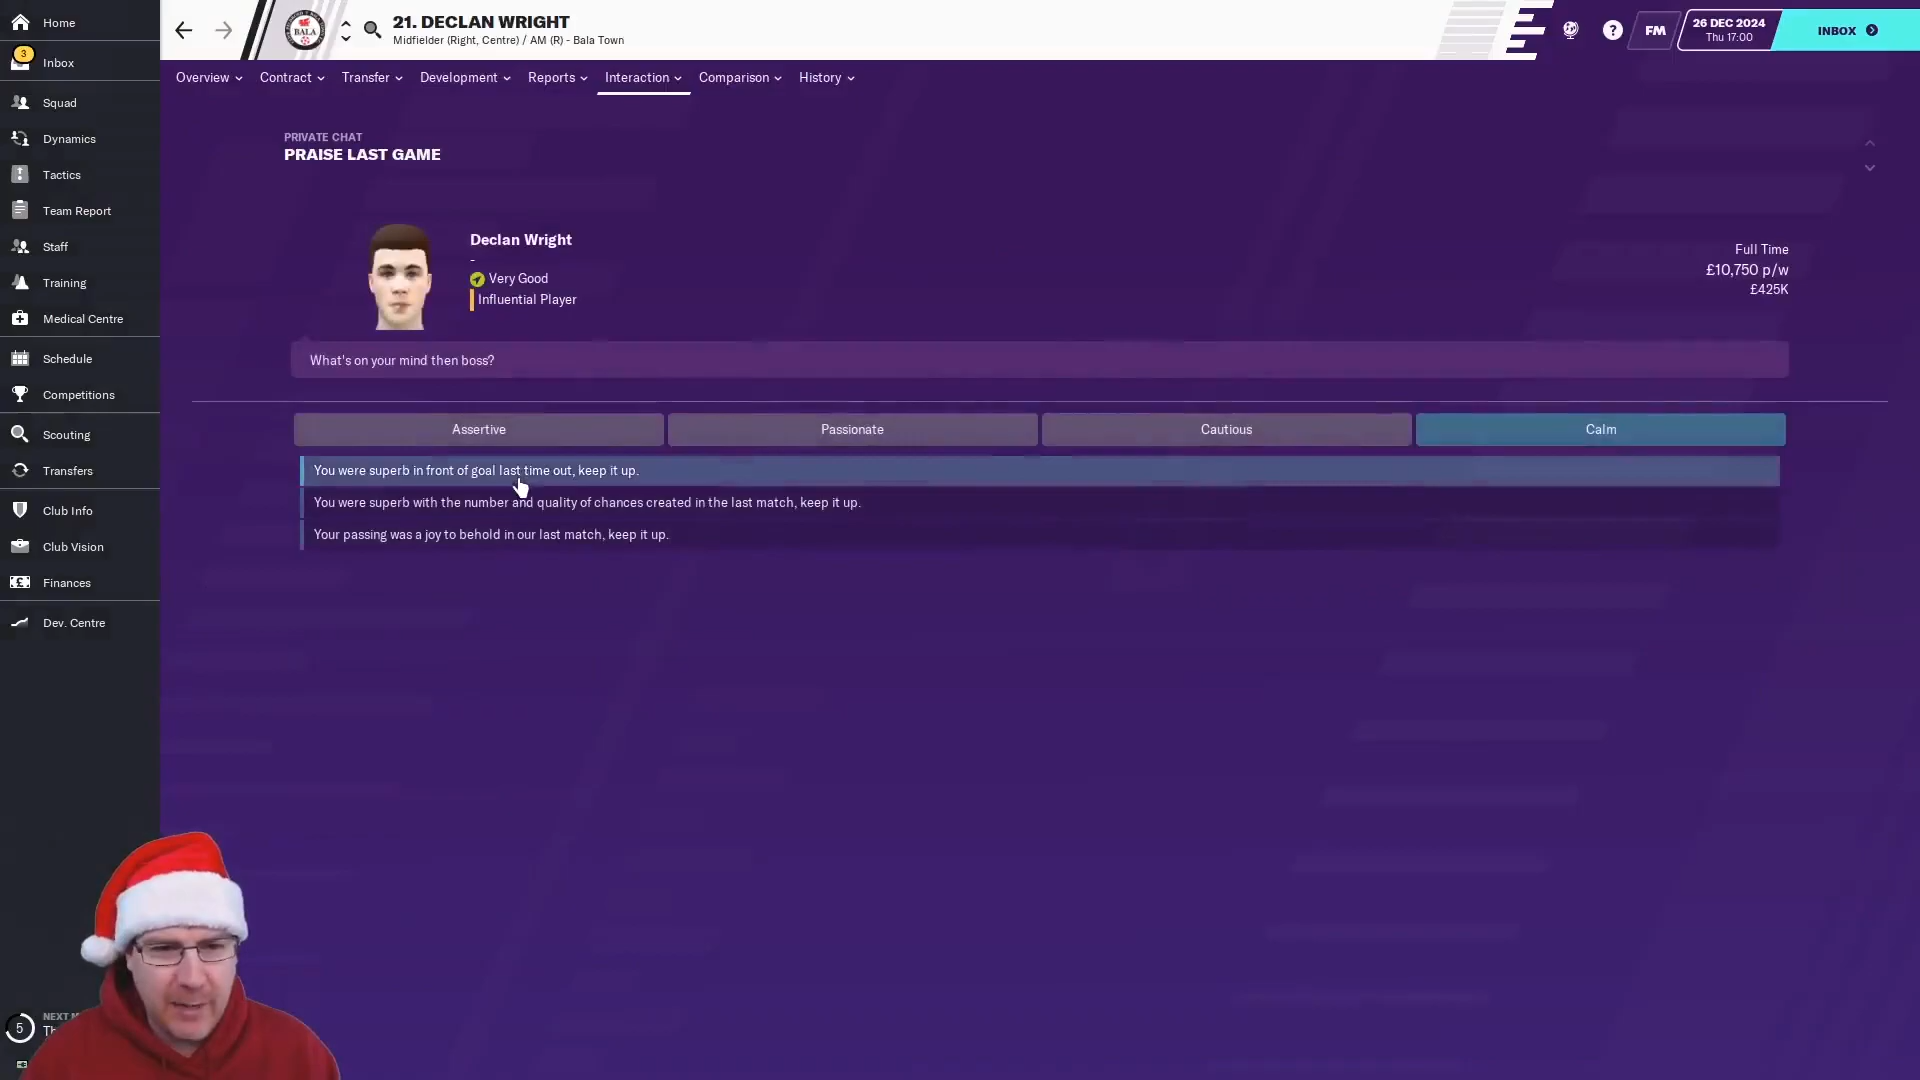 Home
3
Inbox
Squad
Dynamics
Tactics
Team Report
Staff
Training
Medical Centre
Schedule
Competitions
Scouting
Transfers
Club Info
Club Vision
Finances
Dev. Centre
5
NEXT
BALA
21. DECLAN WRIGHT
Midfielder (Right, Centre) / AM (R) - Bala Town
?
FM
26 DEC 2024
Thu 17:00
INBOX
Overview
Contract
Transfer
Development
Reports
Interaction
Comparison
History
PRIVATE CHAT
PRAISE LAST GAME
Declan Wright
-
Very Good
Influential Player
Full Time
£10,750 p/w
£425K
What's on your mind then boss?
Assertive
Passionate
Cautious
Calm
You were superb in front of goal last time out, keep it up.
You were superb with the number and quality of chances created in the last match, keep it up.
Your passing was a joy to behold in our last match, keep it up.